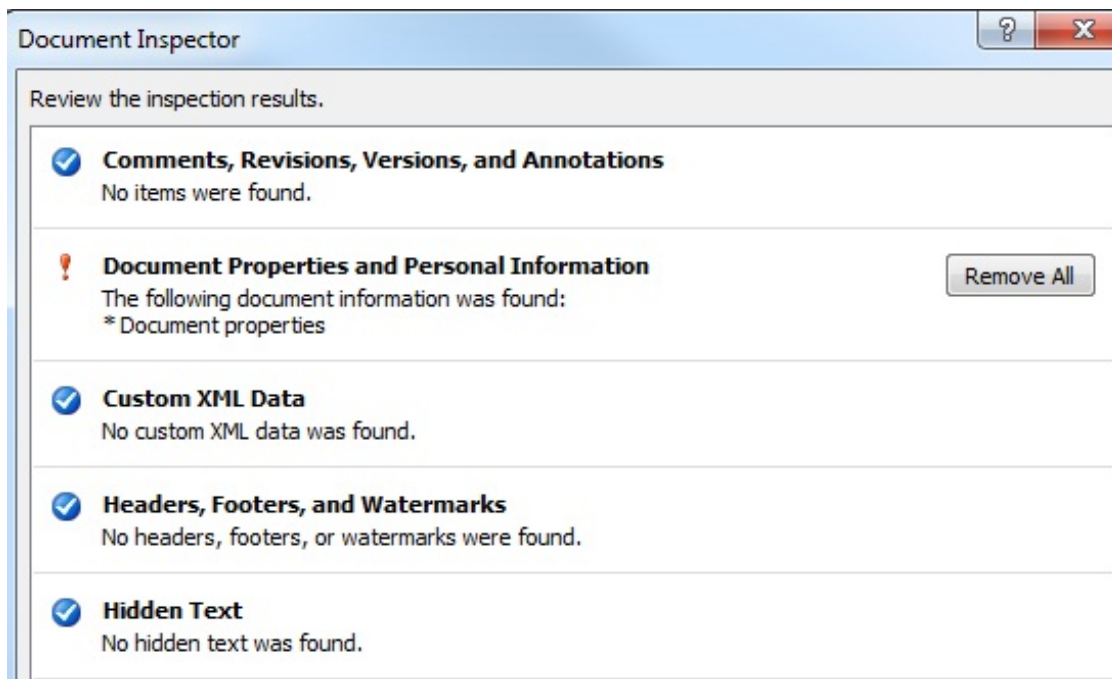 Document Inspector
Review the inspection results.
Comments, Revisions, Versions, and Annotations
No items were found.
Document Properties and Personal Information
The following document information was found:
* Document properties
Remove All
Custom XML Data
No custom XML data was found.
Headers, Footers, and Watermarks
No headers, footers, or watermarks were found.
Hidden Text
No hidden text was found.